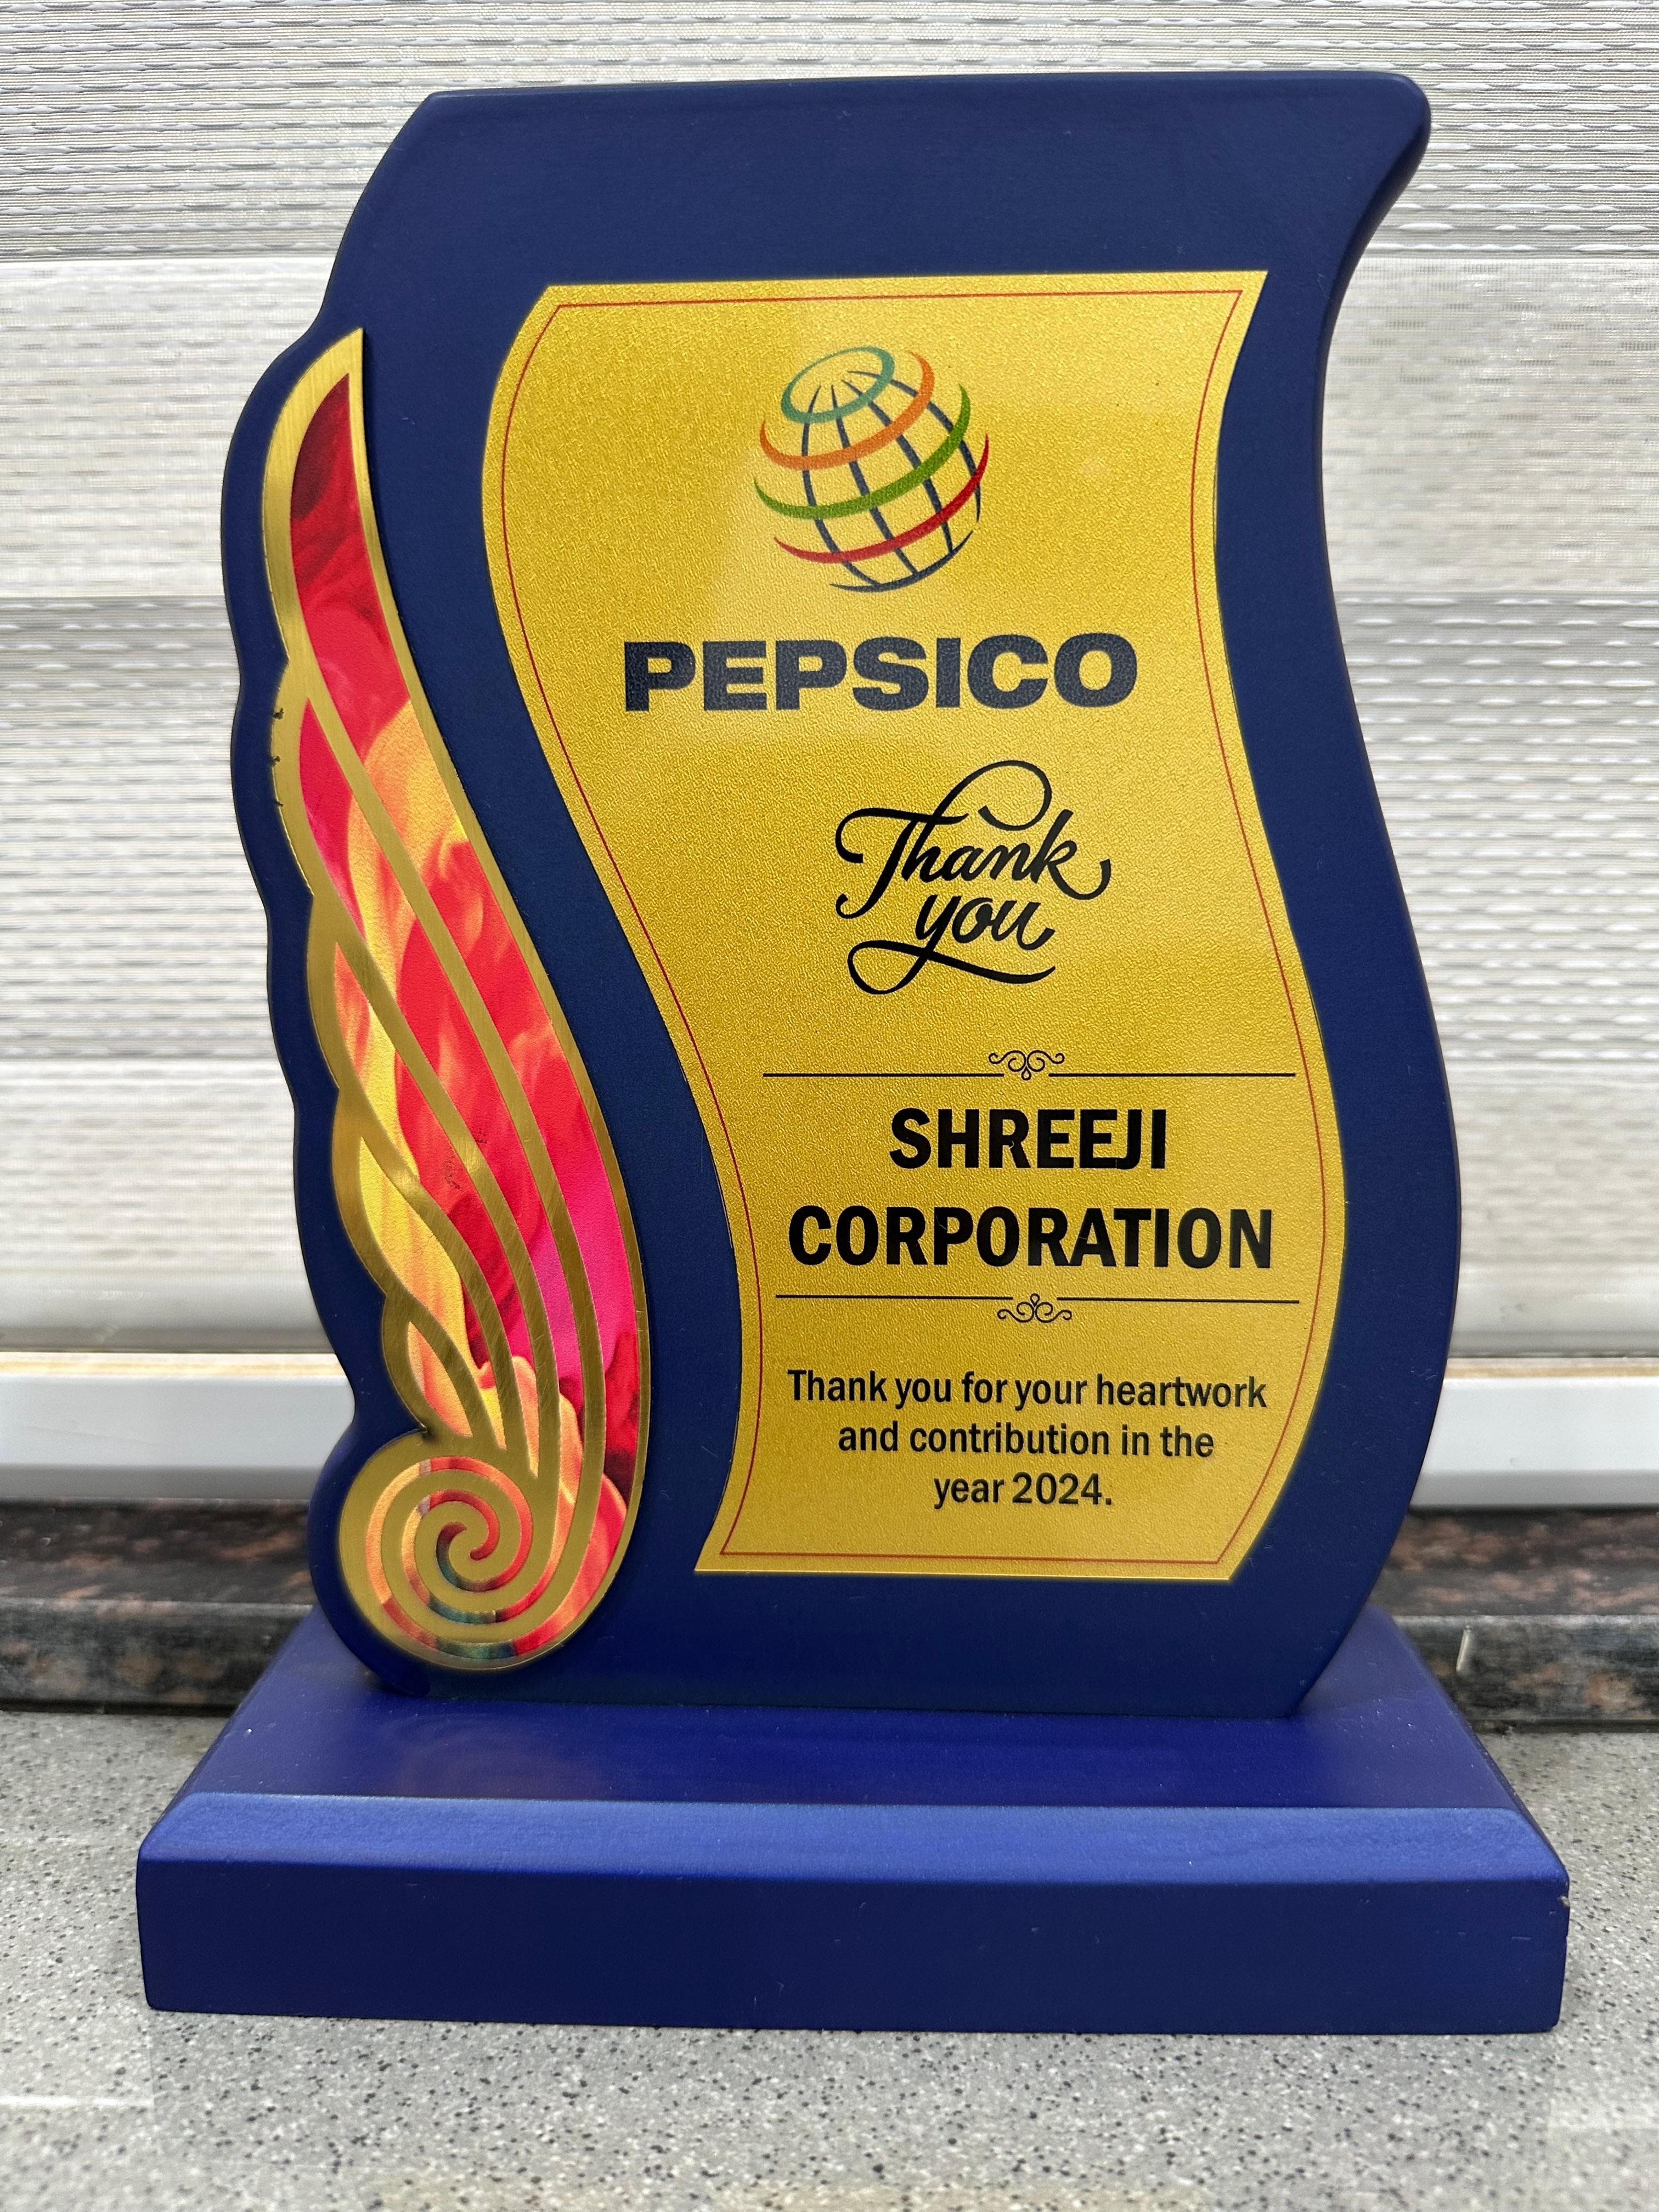 PEPSICO
Thank
you
SHREEJI
CORPORATION
Thank you for your heartwork
and contribution in the
year 2024.